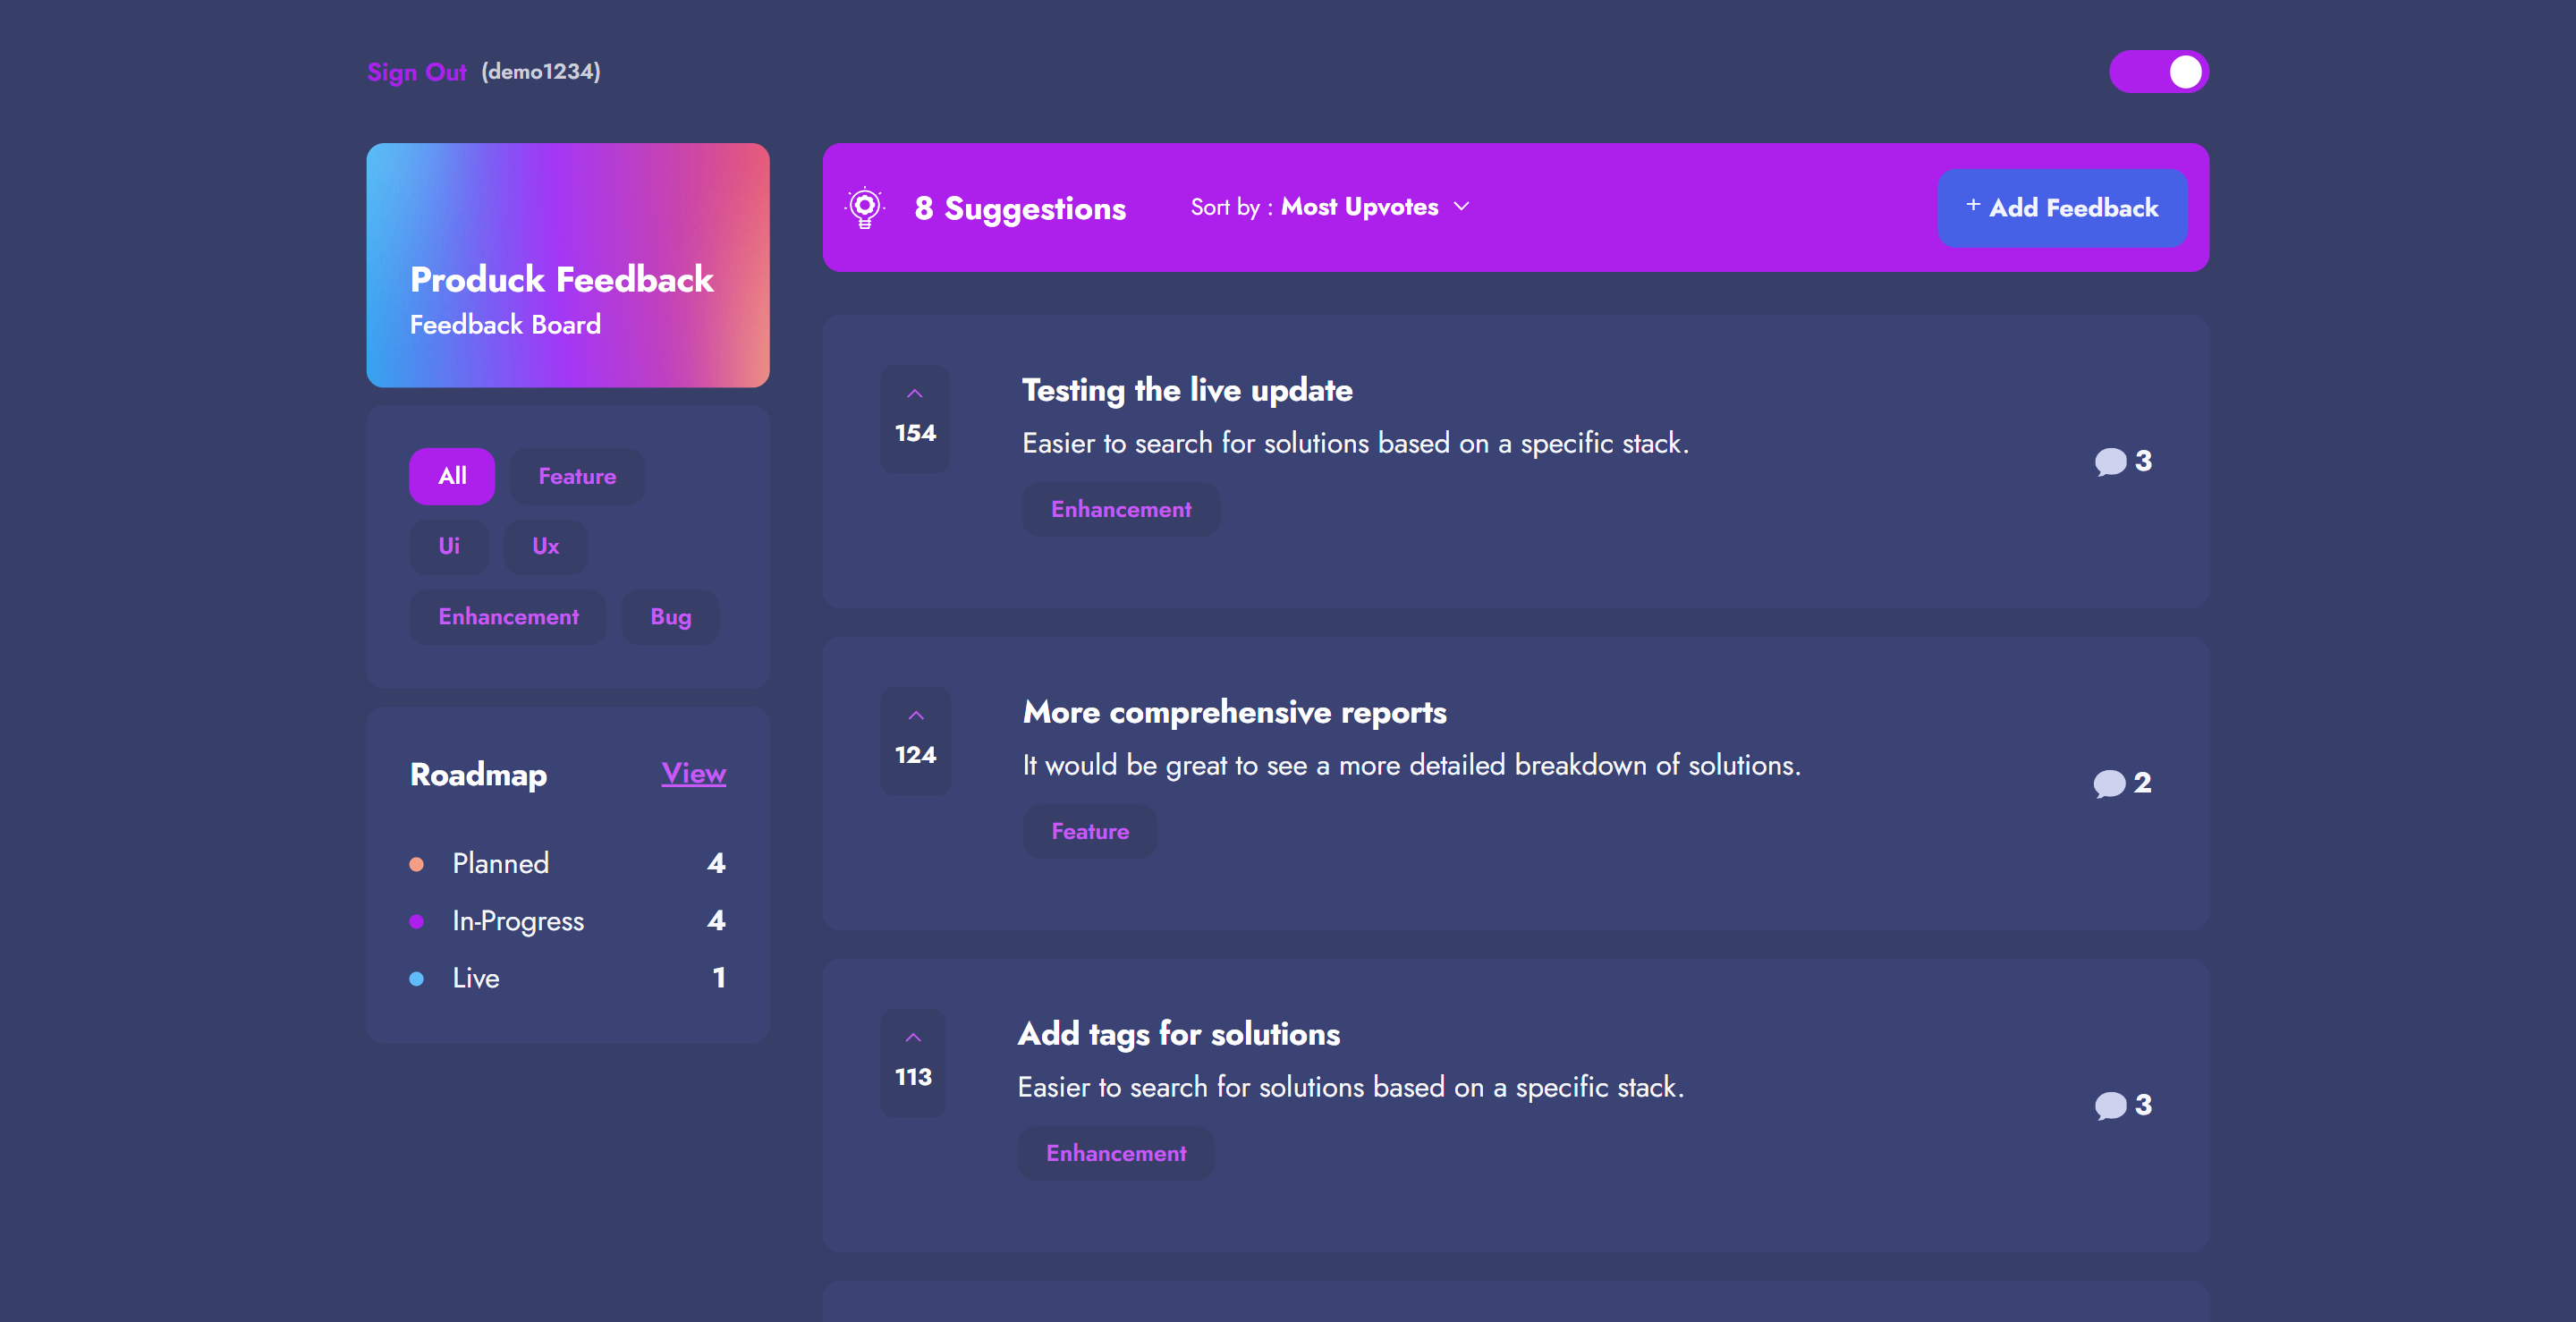 Sign Out (demo1234)
Produck Feedback
Feedback Board
All Feature
Ui Ux
Enhancement Bug
Roadmap View
Planned 4
In-Progress 4
Live 1
8 Suggestions Sort by : Most Upvotes + Add Feedback
154
Testing the live update
Easier to search for solutions based on a specific stack.
Enhancement
3
124
More comprehensive reports
It would be great to see a more detailed breakdown of solutions.
Feature
2
113
Add tags for solutions
Easier to search for solutions based on a specific stack.
Enhancement
3